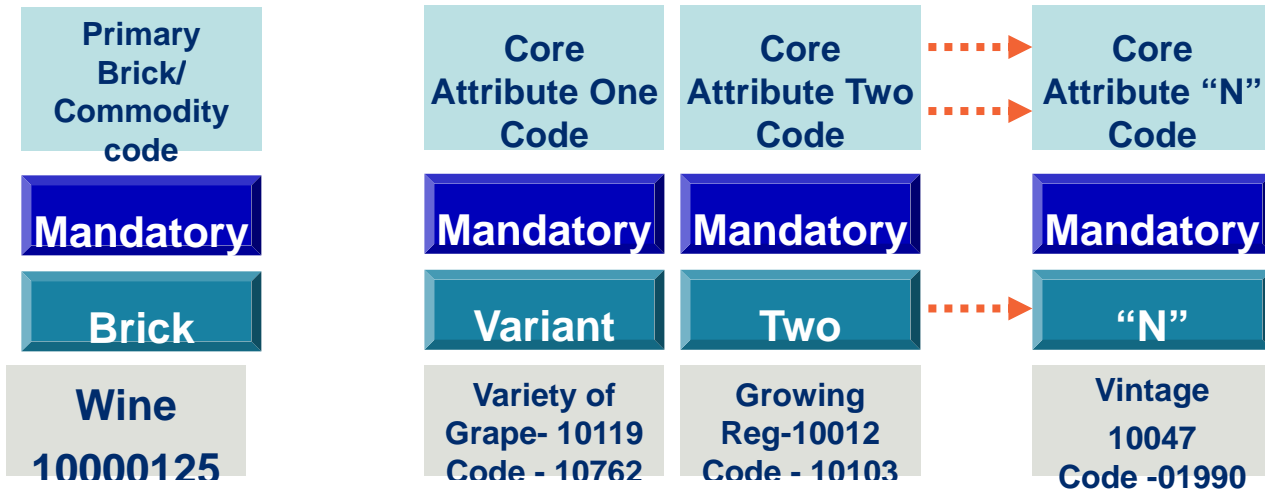 Primary
Brick/
Commodity
code
Core
Attribute One
Code
Core
Attribute Two
Code
Core
Attribute “N”
Code
Mandatory
Mandatory
Mandatory
Mandatory
Brick
Variant
Two
“N”
Wine
10000125
Variety of
Grape- 10119
Code - 10762
Growing
Reg-10012
Code - 10103
Vintage
10047
Code -01990